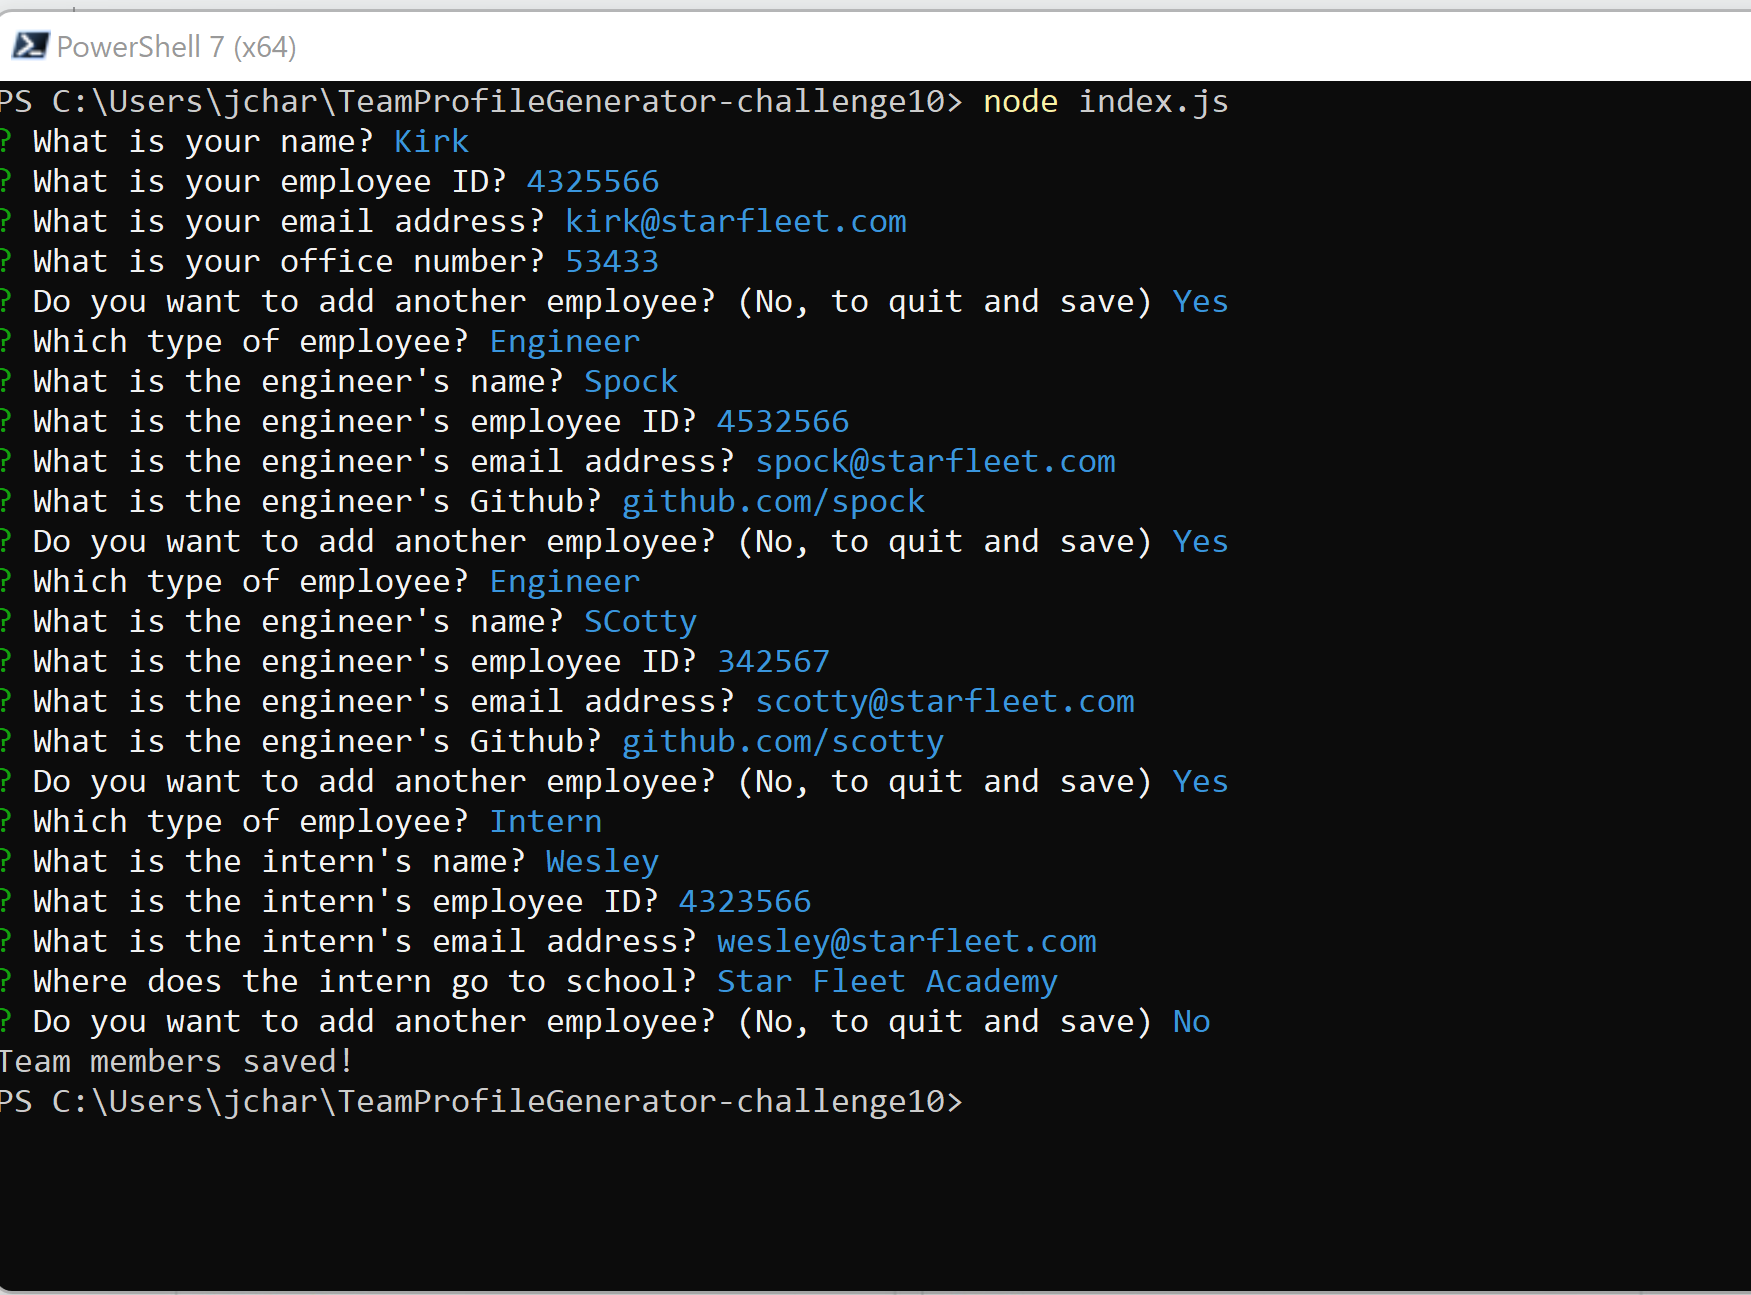 PowerShell 7 (x64)
PS C:\Users\jchar\TeamProfileGenerator-challenge10> node index.js
? What is your name? Kirk
? What is your employee ID? 4325566
? What is your email address? kirk@starfleet.com
? What is your office number? 53433
? Do you want to add another employee? (No, to quit and save) Yes
? Which type of employee? Engineer
? What is the engineer's name? Spock
? What is the engineer's employee ID? 4532566
? What is the engineer's email address? spock@starfleet.com
? What is the engineer's Github? github.com/spock
? Do you want to add another employee? (No, to quit and save) Yes
? Which type of employee? Engineer
? What is the engineer's name? SCotty
? What is the engineer's employee ID? 342567
? What is the engineer's email address? scotty@starfleet.com
? What is the engineer's Github? github.com/scotty
? Do you want to add another employee? (No, to quit and save) Yes
? Which type of employee? Intern
? What is the intern's name? Wesley
? What is the intern's employee ID? 4323566
? What is the intern's email address? wesley@starfleet.com
? Where does the intern go to school? Star Fleet Academy
? Do you want to add another employee? (No, to quit and save) No
Team members saved!
PS C:\Users\jchar\TeamProfileGenerator-challenge10>